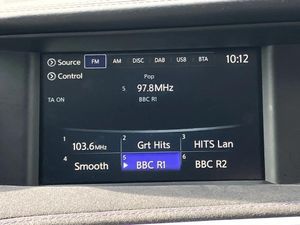 Source FM AM DISC DAB USB BTA 10:12
Control
Pop
5 97.8MHz
TA ON BBC R1
1 103.6MHz 2 Grt Hits 3 HITS Lan
4 Smooth 5 BBC R1 6 BBC R2